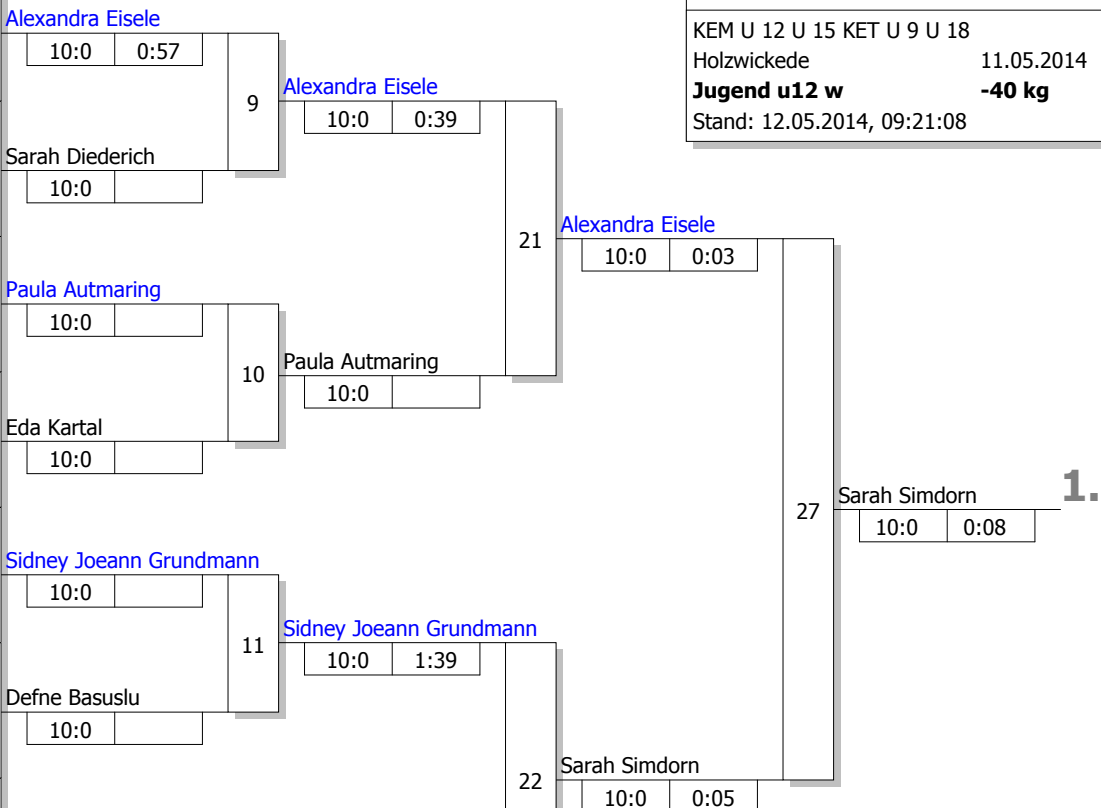 KEM U 12 U 15 KET U 9 U 18
Holzwickede 11.05.2014
Jugend u12 w -40 kg
Stand: 12.05.2014, 09:21:08
Alexandra Eisele
10:0 0:57
9
Sarah Diederich
10:0
Alexandra Eisele
10:0 0:39
Paula Autmaring
10:0
10
Eda Kartal
10:0
Paula Autmaring
10:0
21
Alexandra Eisele
10:0 0:03
Sidney Joeann Grundmann
10:0
11
Defne Basuslu
10:0
Sidney Joeann Grundmann
10:0 1:39
22
Sarah Simdorn
10:0 0:05
27
Sarah Simdorn 1.
10:0 0:08